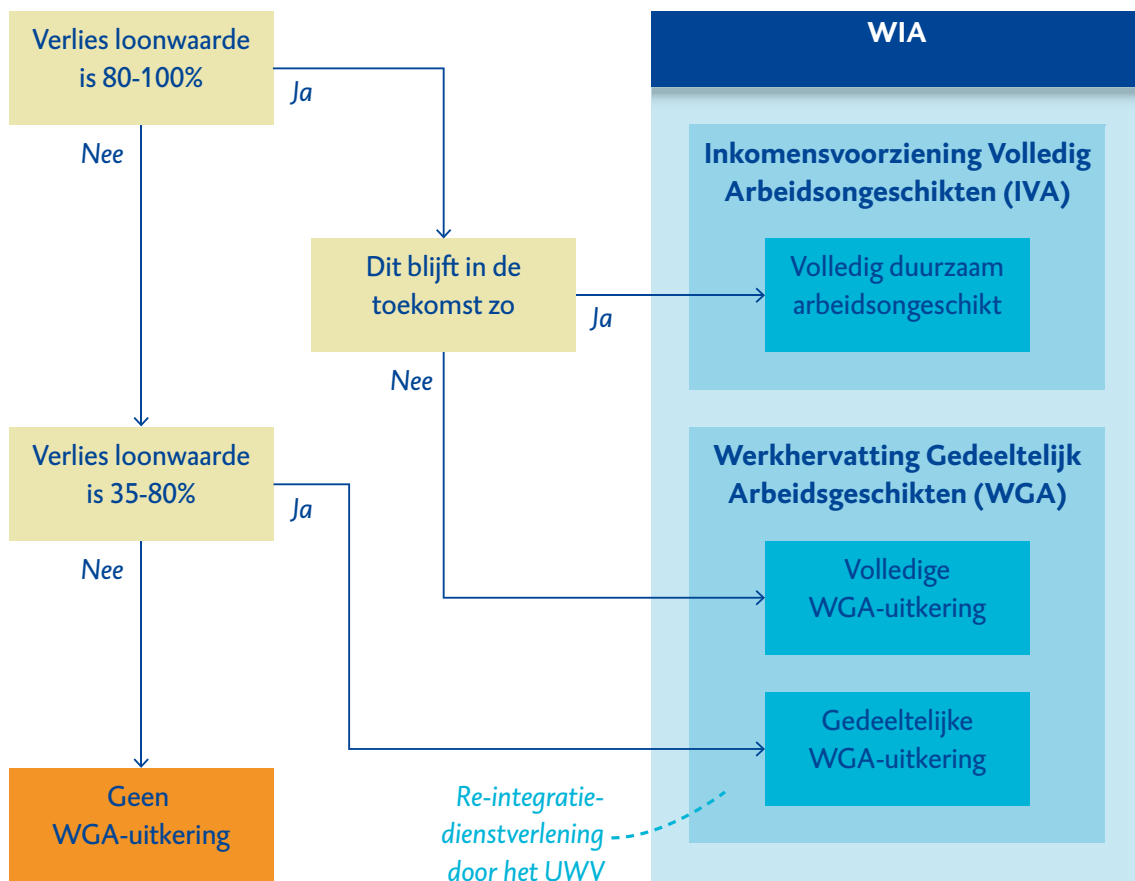 Verlies loonwaarde
is 80-100%
Ja
Nee
WIA
Inkomensvoorziening Volledig
Arbeidsongeschikten (IVA)
Dit blijft in de
toekomst zo
Ja
Nee
Volledig duurzaam
arbeidsongeschikt
Verlies loonwaarde
is 35-80%
Ja
Nee
Werkhervatting Gedeeltelijk
Arbeidsgeschikten (WGA)
Volledige
WGA-uitkering
Gedeeltelijke
WGA-uitkering
Geen
WGA-uitkering
Re-integratie-
dienstverlening
door het UWV